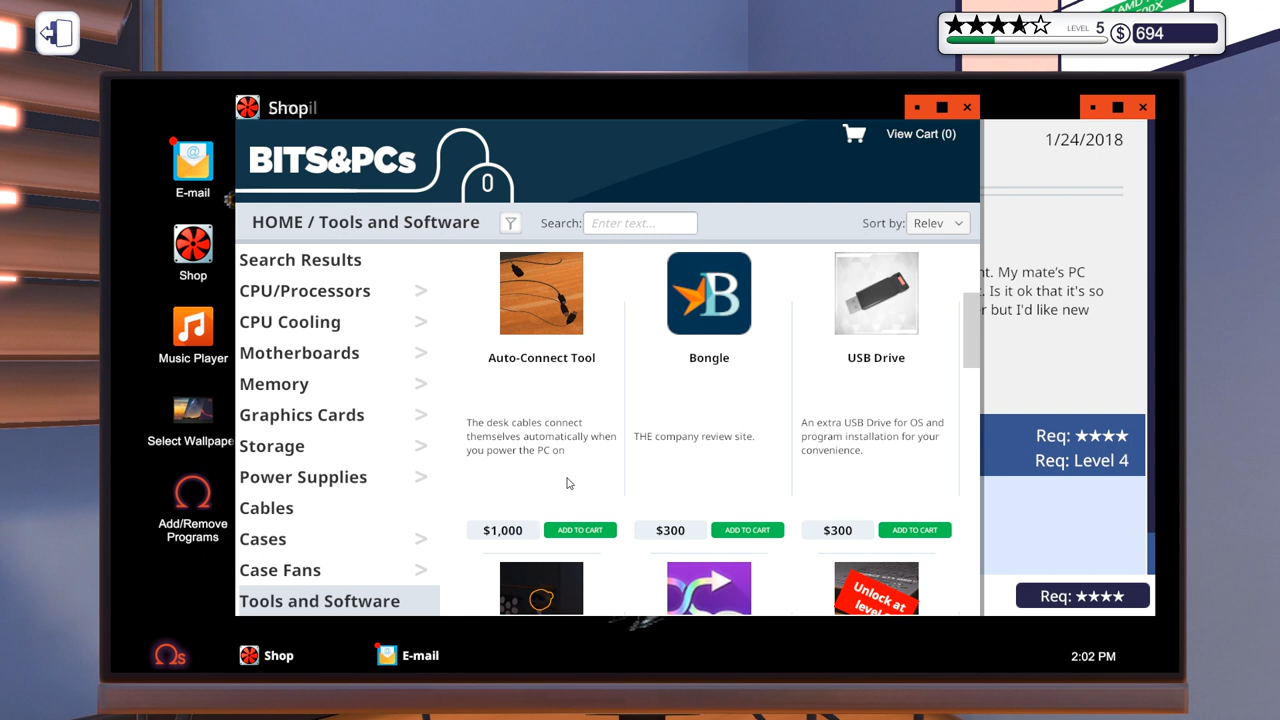 LEVEL 5
$ 694
Shopil
1/24/2018
BITS&PCs
View Cart (0)
HOME / Tools and Software
Search:
Enter text...
Sort by:
Relev
E-mail
Shop
Music Player
Select Wallpape
Add/Remove
Programs
Search Results
CPU/Processors >
CPU Cooling >
Motherboards >
Memory >
Graphics Cards >
Storage >
Power Supplies >
Cables
Cases >
Case Fans >
Tools and Software
Auto-Connect Tool
The desk cables connect
themselves automatically when
you power the PC on
$1,000
ADD TO CART
B
Bongle
THE company review site.
$300
ADD TO CART
USB Drive
An extra USB Drive for OS and
program installation for your
convenience.
$300
ADD TO CART
Unlock at
nt. My mate's PC
. Is it ok that it's so
r but I'd like new
Req: ★★★★
Req: Level 4
Req: ★★★★
Ωs
Shop
E-mail
2:02 PM